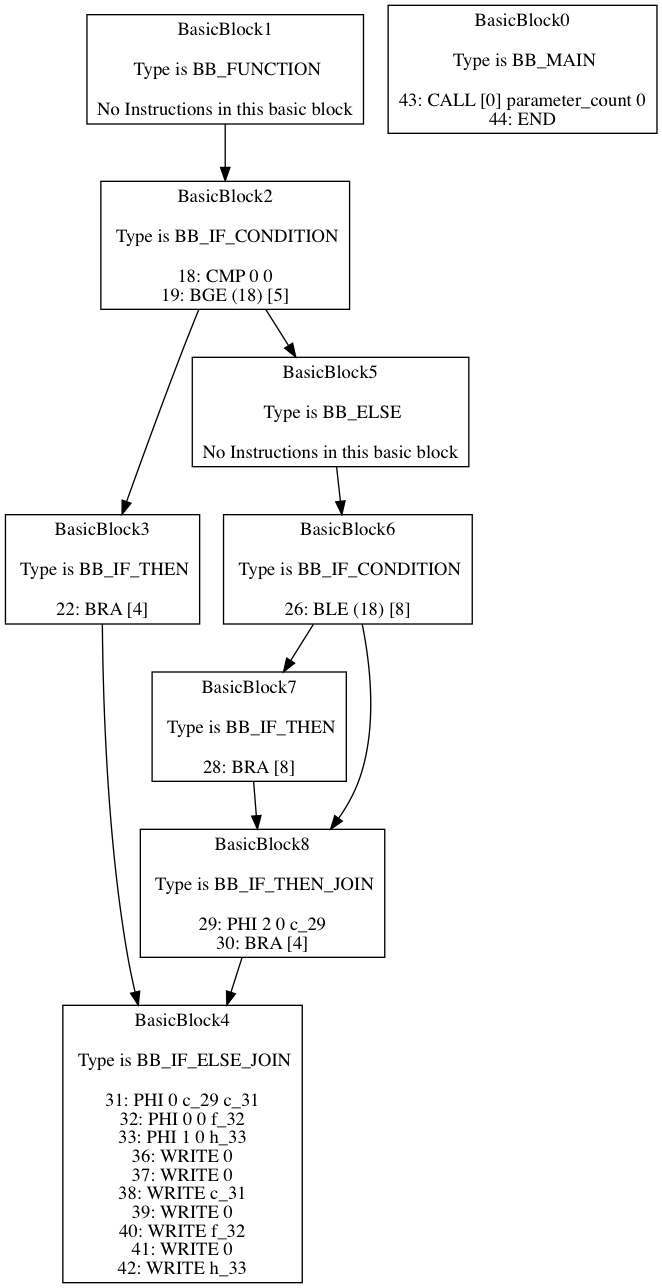 BasicBlock1
Type is BB_FUNCTION
No Instructions in this basic block
BasicBlock0
Type is BB_MAIN
43: CALL [0] parameter_count 0
44: END
BasicBlock2
Type is BB_IF_CONDITION
18: CMP 0 0
19: BGE (18) [5]
BasicBlock5
Type is BB_ELSE
No Instructions in this basic block
BasicBlock3
Type is BB_IF_THEN
22: BRA [4]
BasicBlock6
Type is BB_IF_CONDITION
26: BLE (18) [8]
BasicBlock7
Type is BB_IF_THEN
28: BRA [8]
BasicBlock8
Type is BB_IF_THEN_JOIN
29: PHI 2 0 c_29
30: BRA [4]
BasicBlock4
Type is BB_IF_ELSE_JOIN
31: PHI 0 c_29 c_31
32: PHI 0 0 f_32
33: PHI 1 0 h_33
36: WRITE 0
37: WRITE 0
38: WRITE c_31
39: WRITE 0
40: WRITE f_32
41: WRITE 0
42: WRITE h_33